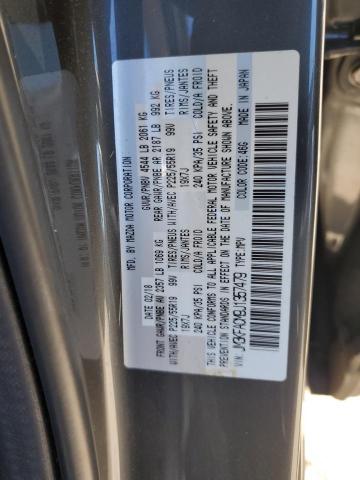 MFD. BY MAZDA MOTOR CORPORATION
DATE: 02/18 GVWR/PNBV 4544 LB 2061 KG
FRONT GAWR/PNBE AV 2357 LB 1069 KG REAR GAWR/PNBE AR 2187 LB 992 KG
WITH/AVEC P225/55R19 99V TIRES/PNEUS WITH/AVEC P225/55R19 99V TIRES/PNEUS
19X7J RIMS/JANTES 19X7J RIMS/JANTES
240 KPA/35 PSI COLD/A FROID 240 KPA/35 PSI COLD/A FROID
THIS VEHICLE CONFORMS TO ALL APPLICABLE FEDERAL MOTOR VEHICLE SAFETY AND THEFT
PREVENTION STANDARDS IN EFFECT ON THE DATE OF MANUFACTURE SHOWN ABOVE.
TYPE:MPV COLOR CODE:46G MADE IN JAPAN